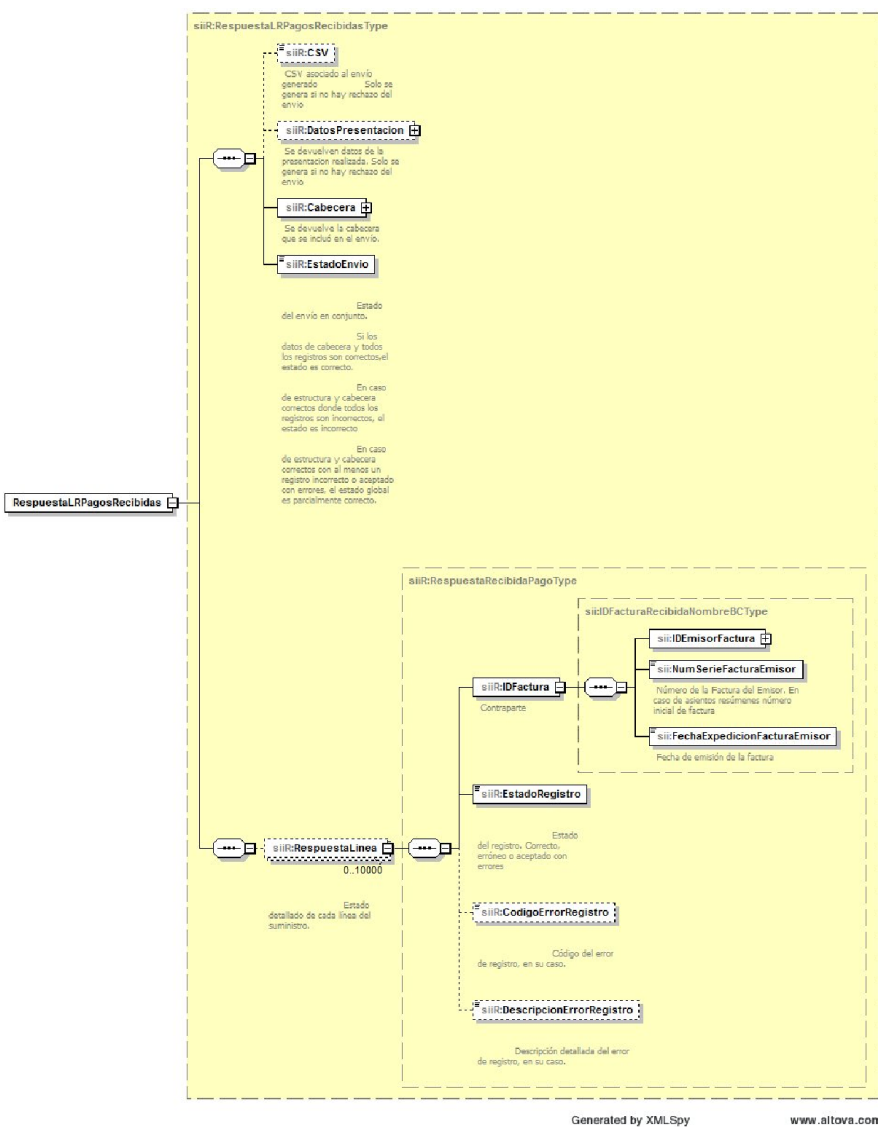 siiR:RespuestaLRPagosRecibidasType
siiR:CSV
CSV asociado al envío
generado Solo se
genera si no hay rechazo del
envio
siiR:DatosPresentacion
Se devuelven datos de la
presentacion realizada. Solo se
genera si no hay rechazo del
envio
siiR:Cabecera
Se devuelve la cabecera
que se incluó en el envío.
siiR:EstadoEnvio
Estado
del envío en conjunto.
Si los
datos de cabecera y todos
los registros son correctos,el
estado es correcto.
En caso
de estructura y cabecera
correctos donde todos los
registros son incorrectos, el
estado es incorrecto
En caso
de estructura y cabecera
correctos con al menos un
registro incorrecto o aceptado
con errores, el estado global
es parcialmente correcto.
RespuestaLRPagosRecibidas
siiR:RespuestaRecibidaPagoType
sii:IDFacturaRecibidaNombreBCType
sii:IDEmisorFactura
sii:NumSerieFacturaEmisor
Número de la Factura del Emisor. En
caso de asientos resúmenes número
inicial de factura
sii:FechaExpedicionFacturaEmisor
Fecha de emisión de la factura
siiR:IDFactura
Contraparte
siiR:EstadoRegistro
Estado
del registro. Correcto,
erróneo o aceptado con
errores
siiR:RespuestaLinea
0..10000
Estado
detallado de cada línea del
suministro.
siiR:CodigoErrorRegistro
Código del error
de registro, en su caso.
siiR:DescripcionErrorRegistro
Descripción detallada del error
de registro, en su caso.
Generated by XMLSpy
www.altova.com